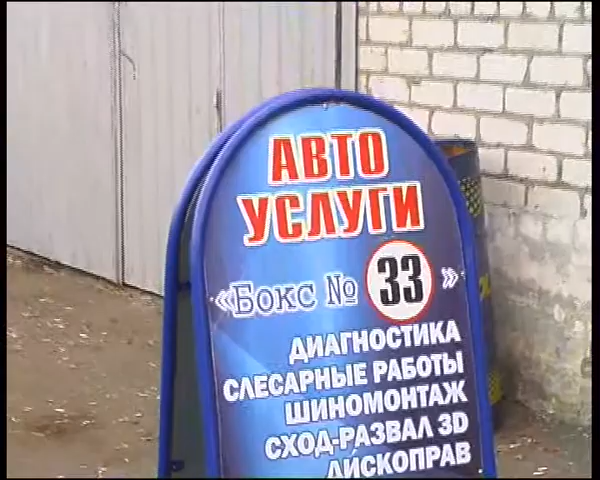 АВТО
УСЛУГИ
«Бокс № 33»
ДИАГНОСТИКА
СЛЕСАРНЫЕ РАБОТЫ
ШИНОМОНТАЖ
СХОД-РАЗВАЛ 3D
ДИСКОПРАВ